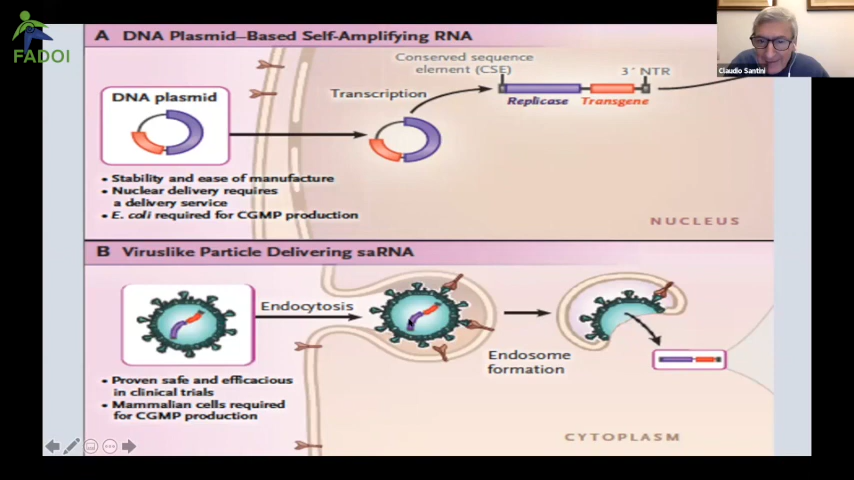 FADOI
A DNA Plasmid–Based Self-Amplifying RNA
Conserved sequence
element (CSE)
3´ NTR
Claudio Santini
DNA plasmid
Transcription
Replicase Transgene
• Stability and ease of manufacture
• Nuclear delivery requires
a delivery service
• E. coli required for CGMP production
NUCLEUS
B Viruslike Particle Delivering saRNA
Endocytosis
Endosome
formation
• Proven safe and efficacious
in clinical trials
• Mammalian cells required
for CGMP production
CYTOPLASM